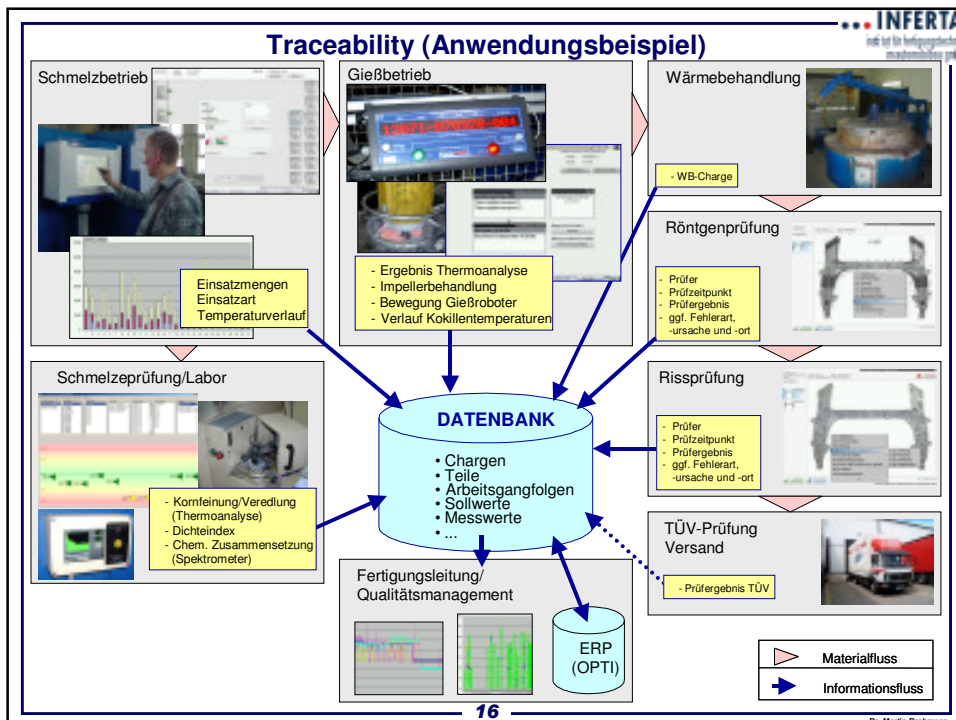 Traceability (Anwendungsbeispiel)
... INFERTA
Schmelzbetrieb
Gießbetrieb
Wärmebehandlung
- WB-Charge
Röntgenprüfung
- Prüfer
- Prüfzeitpunkt
- Prüfergebnis
- ggf. Fehlerart,
-ursache und -ort
Einsatzmengen
Einsatzart
Temperaturverlauf
- Ergebnis Thermoanalyse
- Impellerbehandlung
- Bewegung Gießroboter
- Verlauf Kokillentemperaturen
Schmelzeprüfung/Labor
- Kornfeinung/Veredlung
(Thermoanalyse)
- Dichteindex
- Chem. Zusammensetzung
(Spektrometer)
DATENBANK
• Chargen
• Teile
• Arbeitsgangfolgen
• Sollwerte
• Messwerte
• ...
Rissprüfung
- Prüfer
- Prüfzeitpunkt
- Prüfergebnis
- ggf. Fehlerart,
-ursache und -ort
TÜV-Prüfung
Versand
- Prüfergebnis TÜV
Fertigungsleitung/
Qualitätsmanagement
ERP
(OPTI)
Materialfluss
Informationsfluss
16